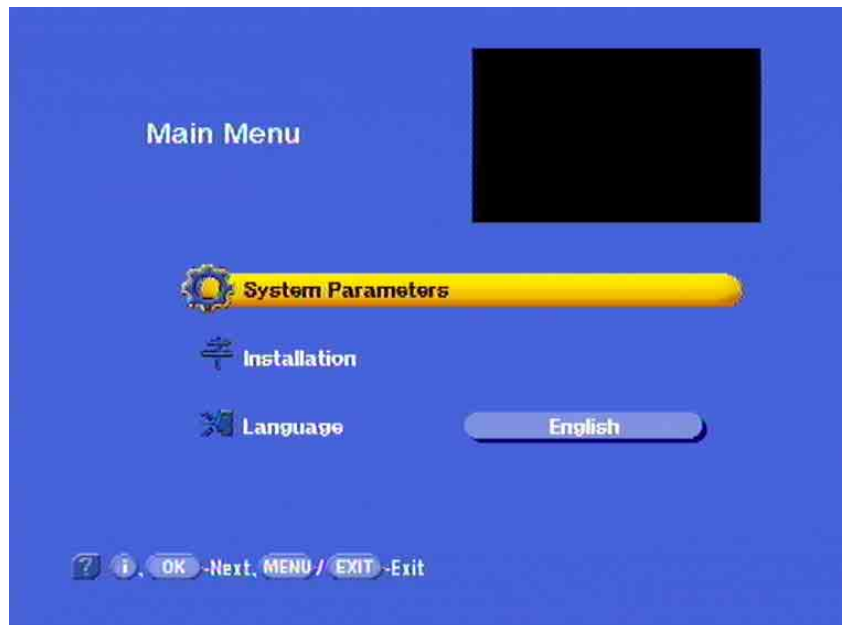 Main Menu
System Parameters
Installation
Language English
? i, OK -Next, MENU / EXIT -Exit